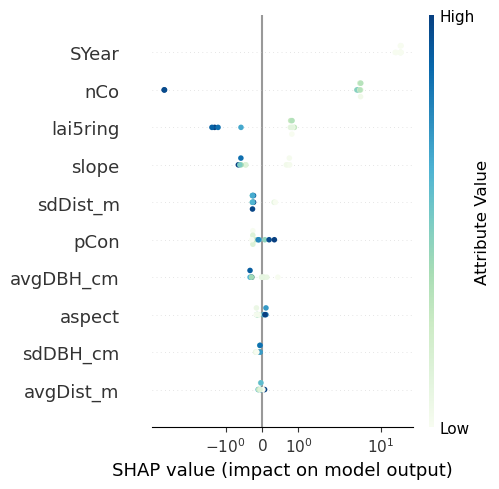 High
SYear
nCo
lai5ring
slope
sdDist_m
pCon
avgDBH_cm
aspect
sdDBH_cm
avgDist_m
Attribute Value
Low
−10⁰ 0 10⁰ 10¹
SHAP value (impact on model output)